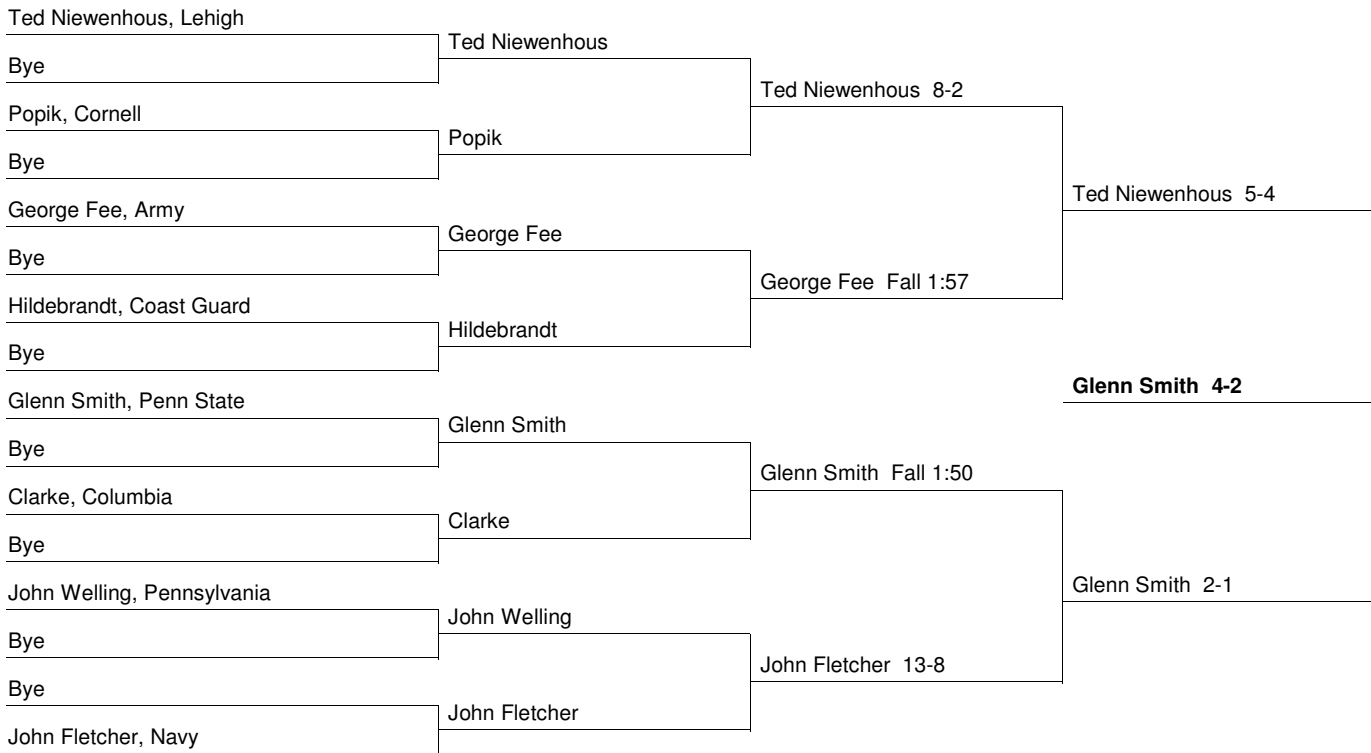 Ted Niewenhous, Lehigh
Bye
Popik, Cornell
Bye
George Fee, Army
Bye
Hildebrandt, Coast Guard
Bye
Glenn Smith, Penn State
Bye
Clarke, Columbia
Bye
John Welling, Pennsylvania
Bye
Bye
John Fletcher, Navy
Ted Niewenhous
Popik
George Fee
Hildebrandt
Glenn Smith
Clarke
John Welling
John Fletcher
Ted Niewenhous 8-2
George Fee Fall 1:57
Glenn Smith Fall 1:50
John Fletcher 13-8
Ted Niewenhous 5-4
Glenn Smith 4-2
Glenn Smith 2-1